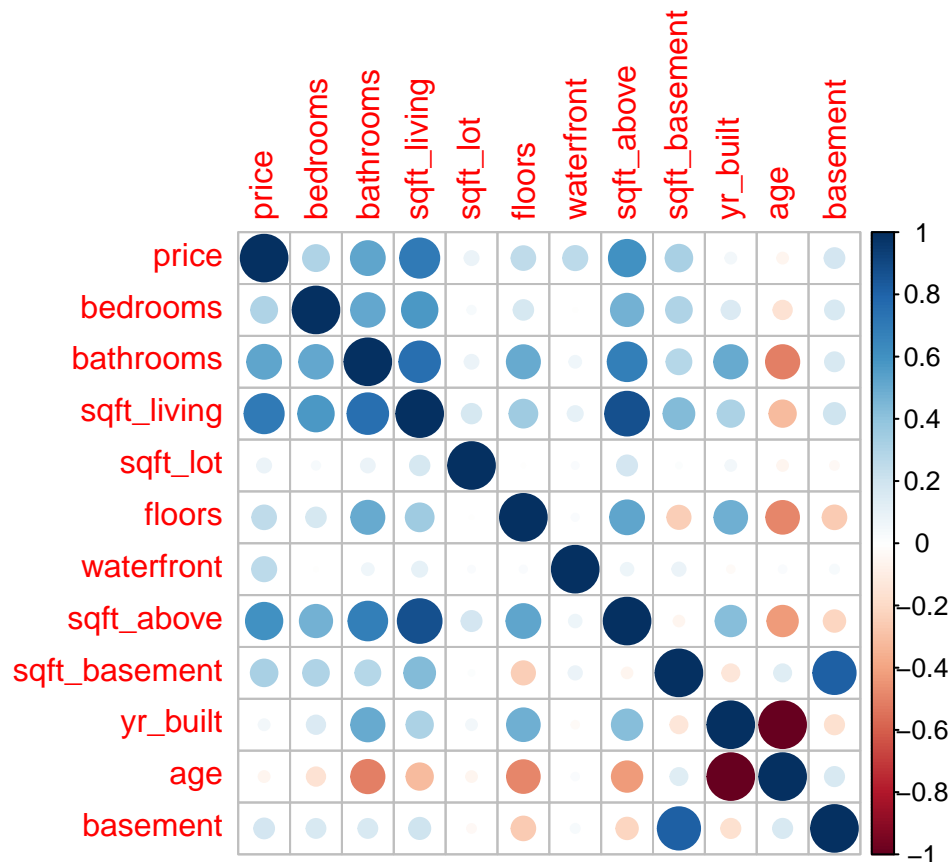 price
bedrooms
bathrooms
sqft_living
sqft_lot
floors
waterfront
sqft_above
sqft_basement
yr_built
age
basement
price
bedrooms
bathrooms
sqft_living
sqft_lot
floors
waterfront
sqft_above
sqft_basement
yr_built
age
basement
1
0.8
0.6
0.4
0.2
0
−0.2
−0.4
−0.6
−0.8
−1